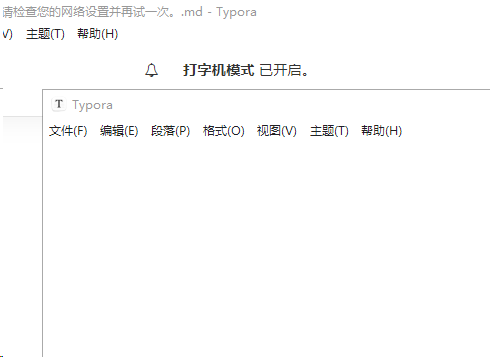 请检查您的网络设置并再试一次。.md - Typora
V) 主题(T) 帮助(H)
打字机模式 已开启。
T Typora
文件(F) 编辑(E) 段落(P) 格式(O) 视图(V) 主题(T) 帮助(H)